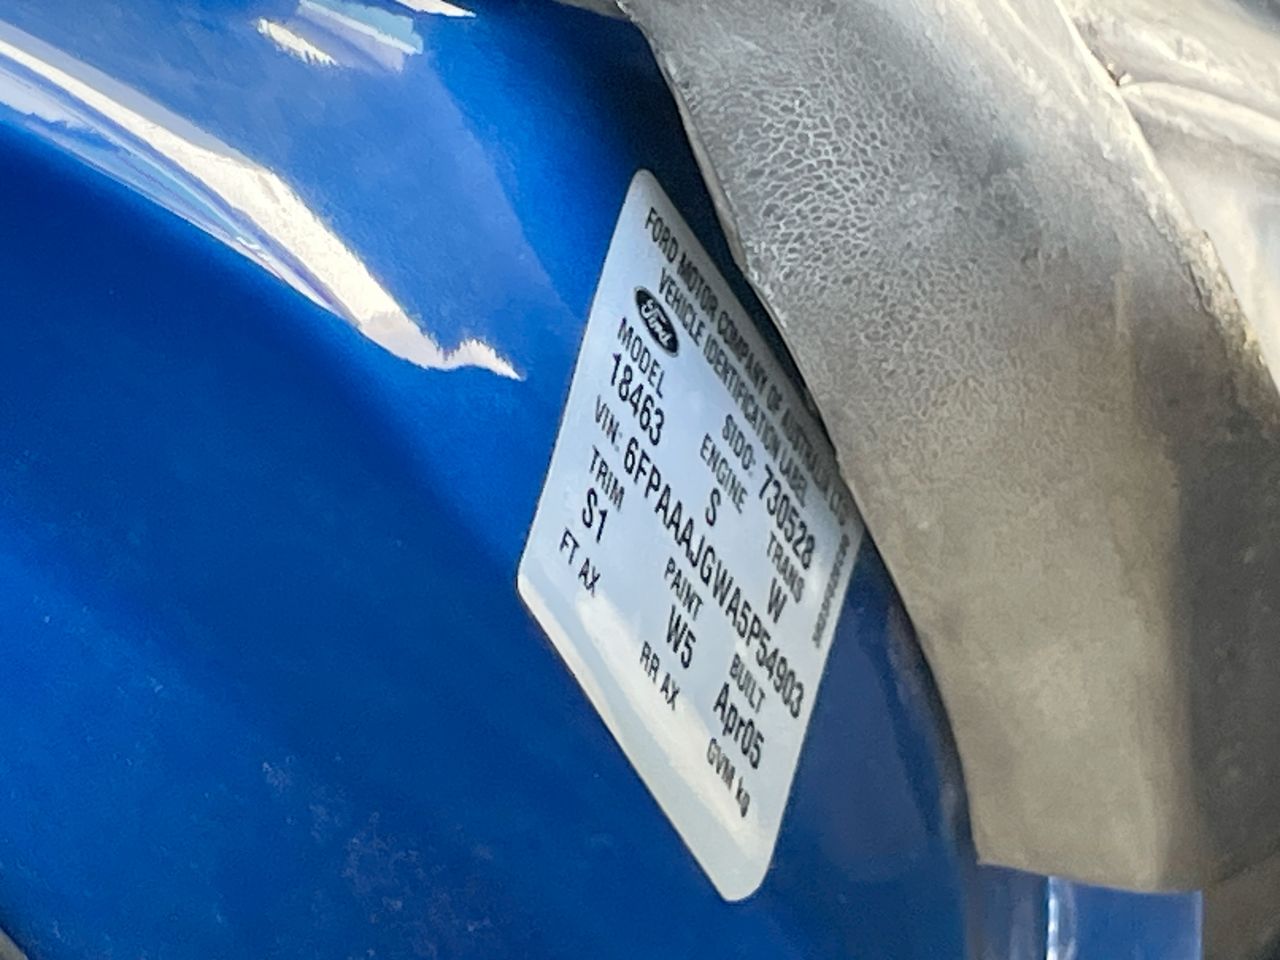 FORD MOTOR COMPANY OF AUSTRALIA LTD
VEHICLE IDENTIFICATION LABEL
Ford
SIDO: 730528
MODEL ENGINE TRANS
18463 S W
VIN: 6FPAAAJGWA5P54903
TRIM PAINT BUILT
S1 W5 Apr05
FT AX RR AX GVM kg